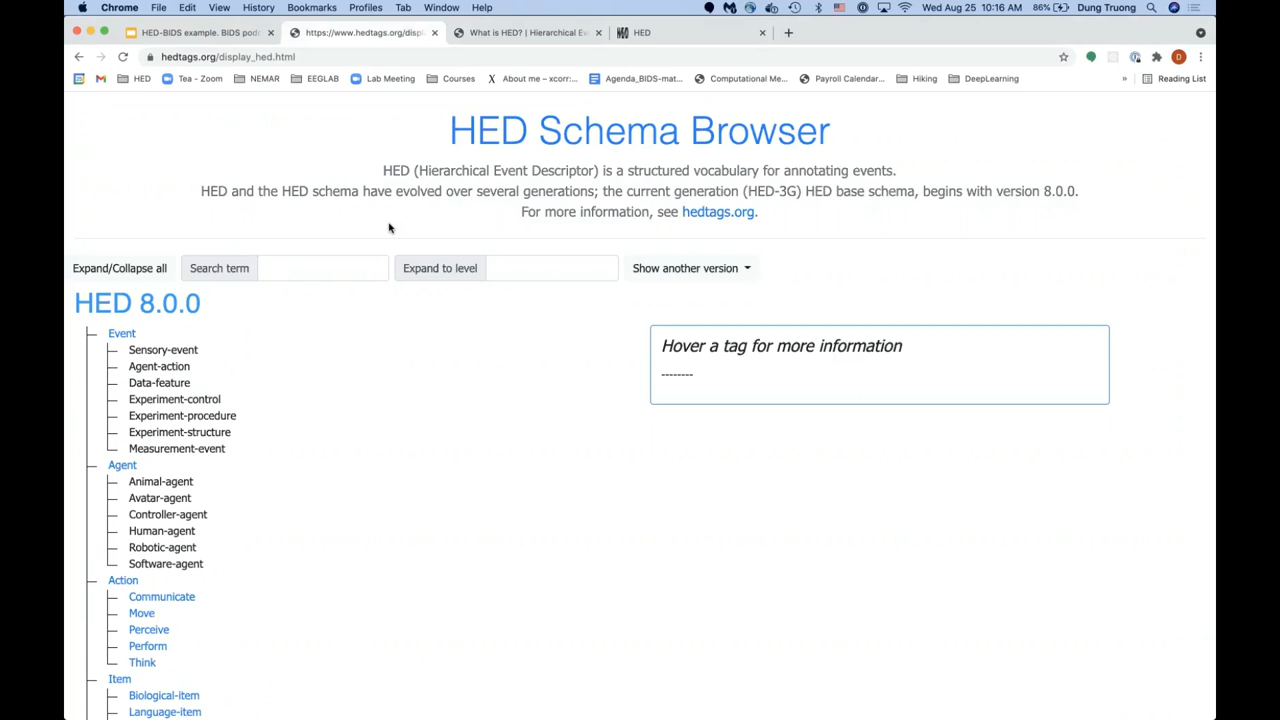 Chrome File Edit View History Bookmarks Profiles Tab Window Help Wed Aug 25 10:16 AM 86% Dung Truong
HED-BIDS example. BIDS podc https://www.hedtags.org/displ What is HED? | Hierarchical Ev HED
hedtags.org/display_hed.html
HED Tea - Zoom NEMAR EEGLAB Lab Meeting Courses About me – xcorr:... Agenda_BIDS-mat... Computational Me... Payroll Calendar... Hiking DeepLearning » Reading List
HED Schema Browser
HED (Hierarchical Event Descriptor) is a structured vocabulary for annotating events.
HED and the HED schema have evolved over several generations; the current generation (HED-3G) HED base schema, begins with version 8.0.0.
For more information, see hedtags.org.
Expand/Collapse all Search term Expand to level Show another version
HED 8.0.0
Event
Sensory-event
Agent-action
Data-feature
Experiment-control
Experiment-procedure
Experiment-structure
Measurement-event
Agent
Animal-agent
Avatar-agent
Controller-agent
Human-agent
Robotic-agent
Software-agent
Action
Communicate
Move
Perceive
Perform
Think
Item
Biological-item
Language-item
Hover a tag for more information
--------